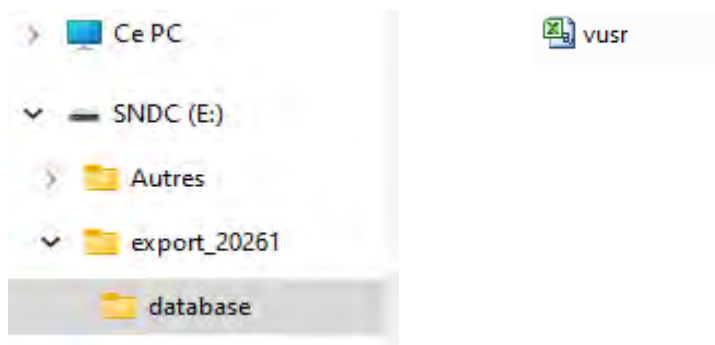 Ce PC
vusr
SNDC (E:)
Autres
export_20261
database